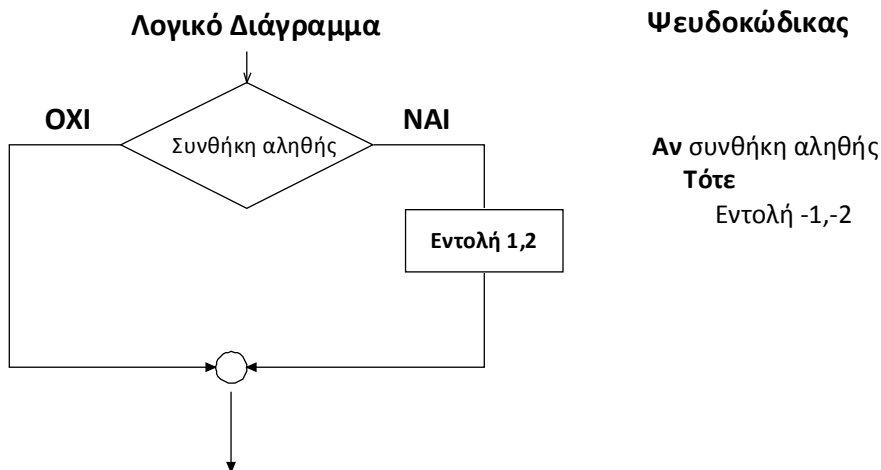 Λογικό Διάγραμμα
Ψευδοκώδικας
ΟΧΙ
ΝΑΙ
Συνθήκη αληθής
Αν συνθήκη αληθής
Τότε
Εντολή -1,-2
Εντολή 1,2